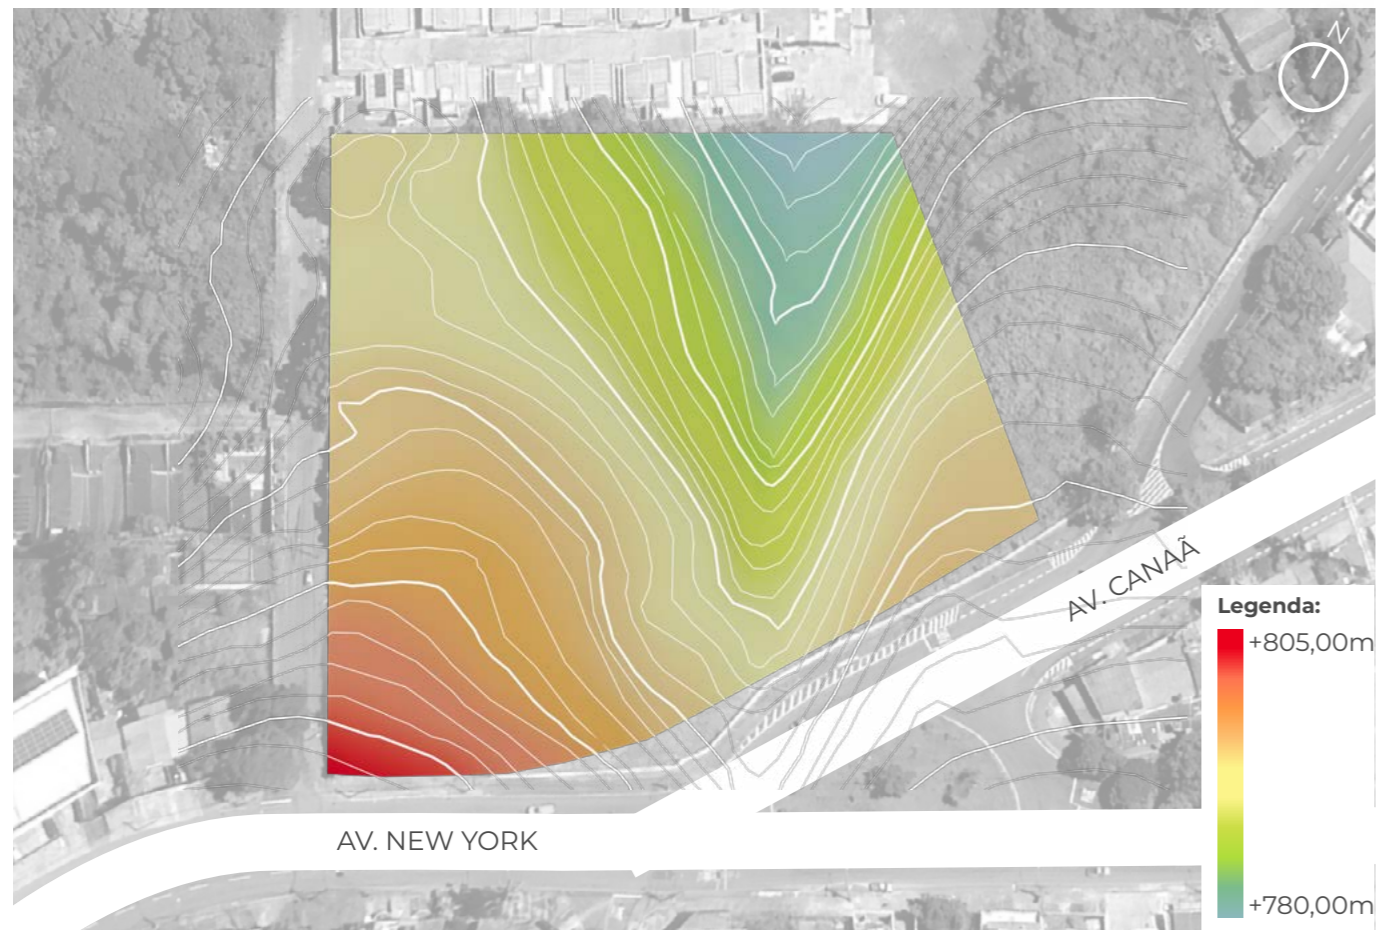 N
AV. CANAÃ
Legenda:
+805,00m
+780,00m
AV. NEW YORK